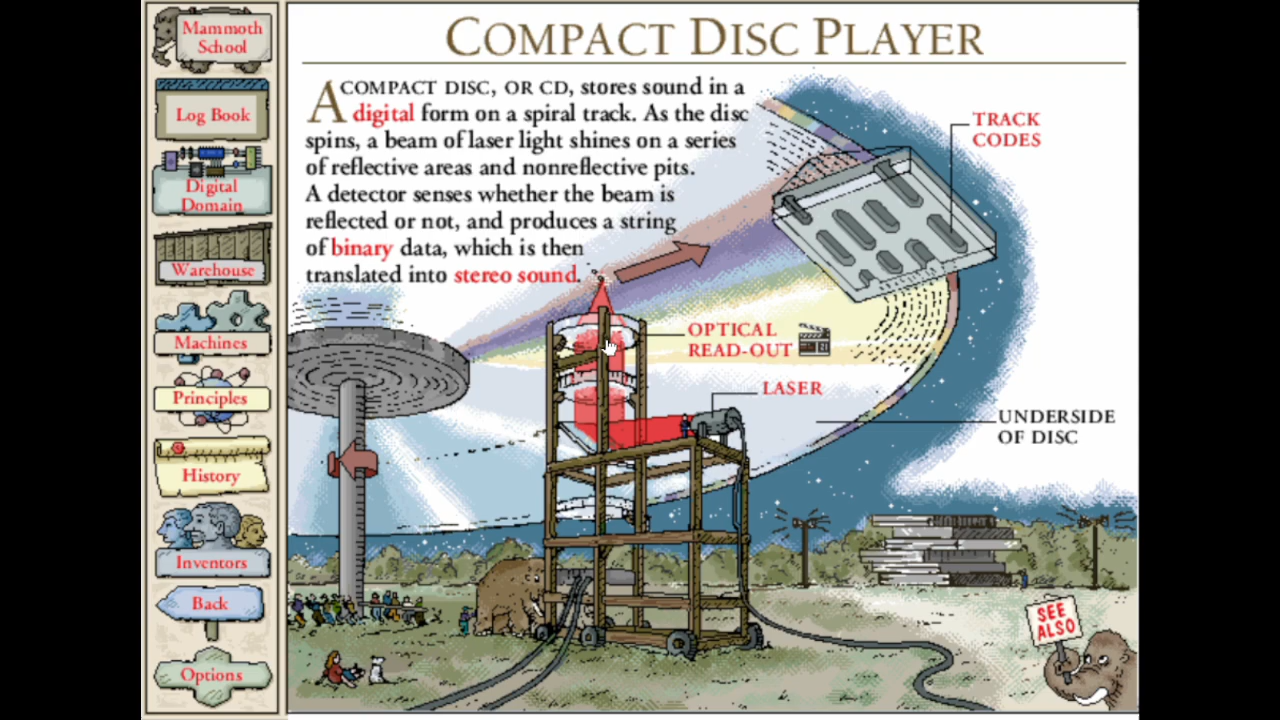 Mammoth
School
Log Book
Digital
Domain
Warehouse
Machines
Principles
History
Inventors
Back
Options
COMPACT DISC PLAYER
A COMPACT DISC, OR CD, stores sound in a
digital form on a spiral track. As the disc
spins, a beam of laser light shines on a series
of reflective areas and nonreflective pits.
A detector senses whether the beam is
reflected or not, and produces a string
of binary data, which is then
translated into stereo sound.
TRACK
CODES
OPTICAL
READ-OUT
LASER
UNDERSIDE
OF DISC
SEE
ALSO